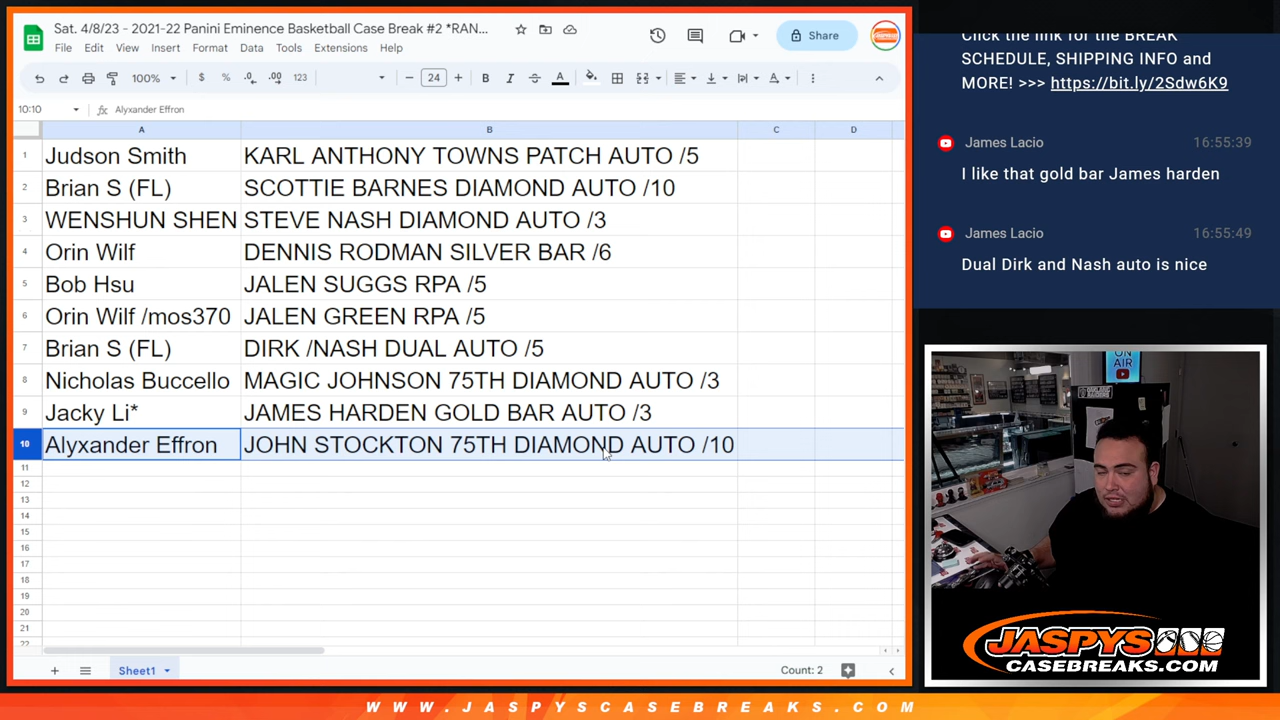 Sat. 4/8/23 - 2021-22 Panini Eminence Basketball Case Break #2 *RAN...
File Edit View Insert Format Data Tools Extensions Help
Share
100% $ % .0 .00 123 24 B I A
10:10 Alyxander Effron
A B C D
1 Judson Smith KARL ANTHONY TOWNS PATCH AUTO /5
2 Brian S (FL) SCOTTIE BARNES DIAMOND AUTO /10
3 WENSHUN SHEN STEVE NASH DIAMOND AUTO /3
4 Orin Wilf DENNIS RODMAN SILVER BAR /6
5 Bob Hsu JALEN SUGGS RPA /5
6 Orin Wilf /mos370 JALEN GREEN RPA /5
7 Brian S (FL) DIRK /NASH DUAL AUTO /5
8 Nicholas Buccello MAGIC JOHNSON 75TH DIAMOND AUTO /3
9 Jacky Li* JAMES HARDEN GOLD BAR AUTO /3
10 Alyxander Effron JOHN STOCKTON 75TH DIAMOND AUTO /10
11
12
13
14
15
16
17
18
19
20
21
22
Sheet1
Count: 2
Click the link for the BREAK
SCHEDULE, SHIPPING INFO and
MORE! >>> https://bit.ly/2Sdw6K9
James Lacio 16:55:39
I like that gold bar James harden
James Lacio 16:55:49
Dual Dirk and Nash auto is nice
ON
AIR
JASPYS
CASEBREAKS.COM
WWW.JASPYSCASEBREAKS.COM